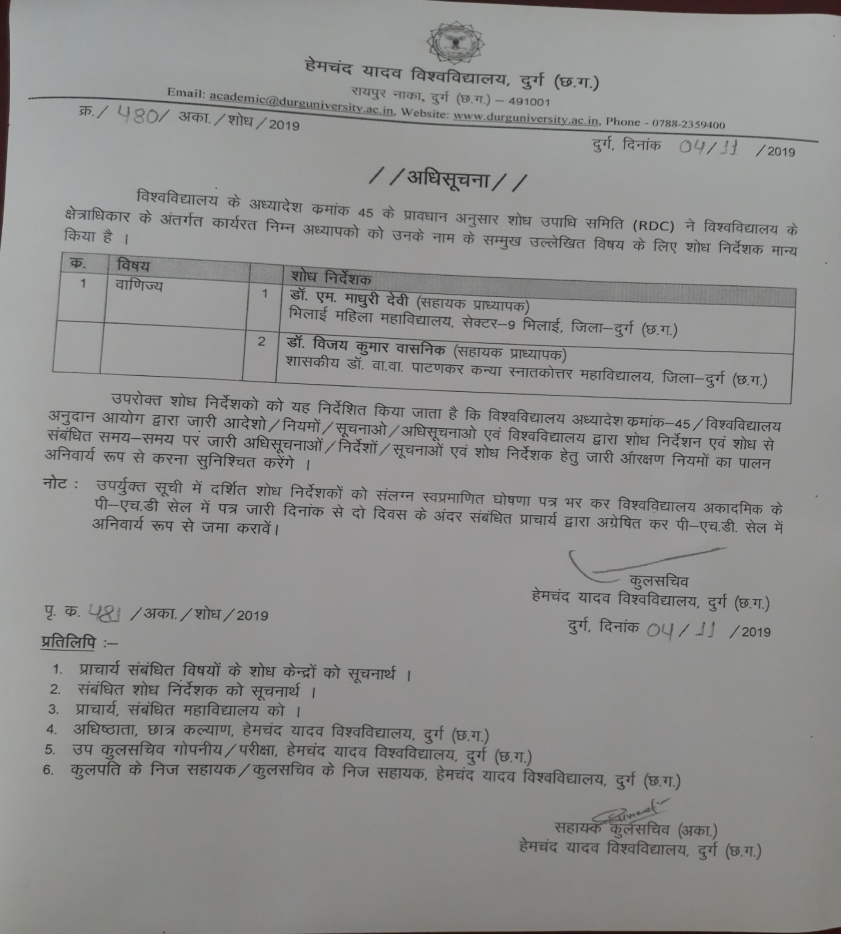 हेमचंद यादव विश्वविद्यालय, दुर्ग (छ.ग.)
रायपुर नाका, दुर्ग (छ.ग.) – 491001
Email: academic@durguniversity.ac.in, Website: www.durguniversity.ac.in, Phone - 0788-2359400
क्र./ 480/ अका./शोध/2019
दुर्ग, दिनांक 04/11 /2019
//अधिसूचना//
विश्वविद्यालय के अध्यादेश कमांक 45 के प्रावधान अनुसार शोध उपाधि समिति (RDC) ने विश्वविद्यालय के
क्षेत्राधिकार के अंतर्गत कार्यरत निम्न अध्यापको को उनके नाम के सम्मुख उल्लेखित विषय के लिए शोध निर्देशक मान्य
किया है ।
क. विषय शोध निर्देशक
1 वाणिज्य 1 डॉ. एम. माधुरी देवी (सहायक प्राध्यापक)
भिलाई महिला महाविद्यालय, सेक्टर–9 भिलाई, जिला–दुर्ग (छ.ग.)
2 डॉ. विजय कुमार वासनिक (सहायक प्राध्यापक)
शासकीय डॉ. वा.वा. पाटणकर कन्या स्नातकोत्तर महाविद्यालय, जिला–दुर्ग (छ.ग.)
उपरोक्त शोध निर्देशको को यह निर्देशित किया जाता है कि विश्वविद्यालय अध्यादेश कमांक–45/विश्वविद्यालय
अनुदान आयोग द्वारा जारी आदेशो/नियमों/सूचनाओ/अधिसूचनाओ एवं विश्वविद्यालय द्वारा शोध निर्देशन एवं शोध से
संबंधित समय–समय पर जारी अधिसूचनाओं/निर्देशों/सूचनाओं एवं शोध निर्देशक हेतु जारी आरक्षण नियमों का पालन
अनिवार्य रूप से करना सुनिश्चित करेंगे ।
नोट : उपर्युक्त सूची में दर्शित शोध निर्देशकों को संलग्न स्वप्रमाणित घोषणा पत्र भर कर विश्वविद्यालय अकादमिक के
पी–एच.डी सेल में पत्र जारी दिनांक से दो दिवस के अंदर संबंधित प्राचार्य द्वारा अग्रेषित कर पी–एच.डी. सेल में
अनिवार्य रूप से जमा करावें।
कुलसचिव
हेमचंद यादव विश्वविद्यालय, दुर्ग (छ.ग.)
पृ. क. 481 /अका./शोध/2019
दुर्ग, दिनांक 04/11 /2019
प्रतिलिपि :–
1. प्राचार्य संबंधित विषयों के शोध केन्द्रों को सूचनार्थ ।
2. संबंधित शोध निर्देशक को सूचनार्थ ।
3. प्राचार्य, संबंधित महाविद्यालय को ।
4. अधिष्ठाता, छात्र कल्याण, हेमचंद यादव विश्वविद्यालय, दुर्ग (छ.ग.)
5. उप कुलसचिव गोपनीय/परीक्षा, हेमचंद यादव विश्वविद्यालय, दुर्ग (छ.ग.)
6. कुलपति के निज सहायक/कुलसचिव के निज सहायक, हेमचंद यादव विश्वविद्यालय, दुर्ग (छ.ग.)
सहायक कुलसचिव (अका.)
हेमचंद यादव विश्वविद्यालय, दुर्ग (छ.ग.)